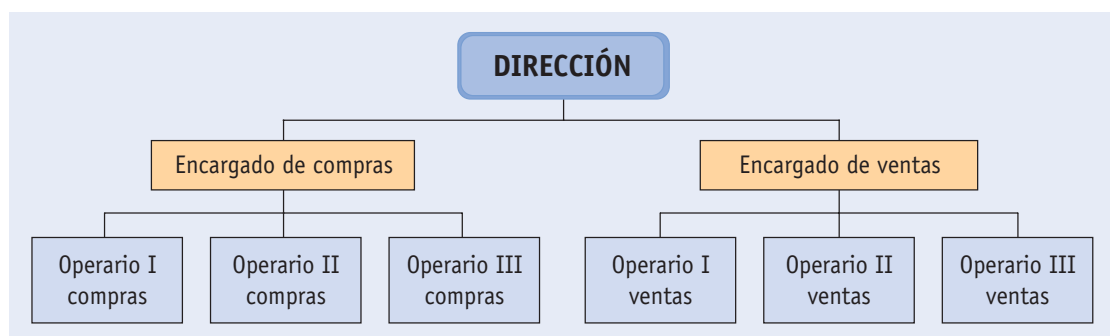 DIRECCIÓN
Encargado de compras
Encargado de ventas
Operario I
compras
Operario II
compras
Operario III
compras
Operario I
ventas
Operario II
ventas
Operario III
ventas